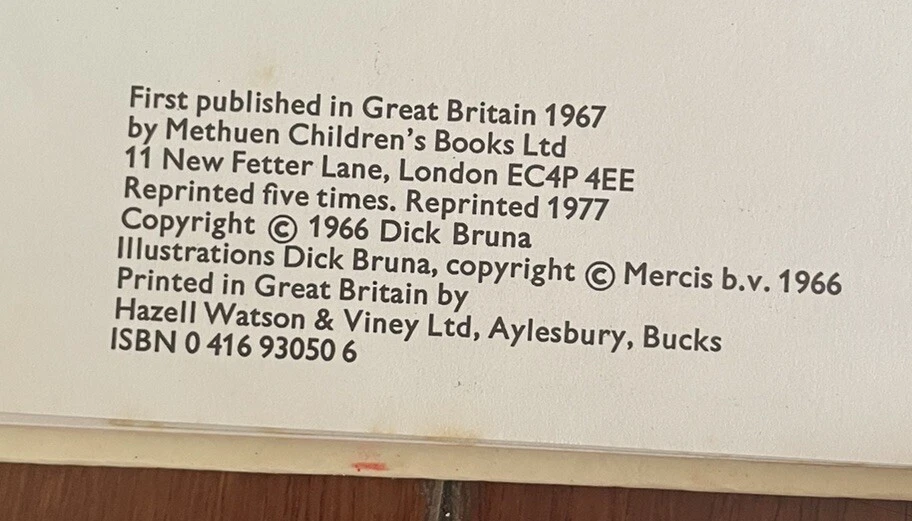 First published in Great Britain 1967
by Methuen Children's Books Ltd
11 New Fetter Lane, London EC4P 4EE
Reprinted five times. Reprinted 1977
Copyright © 1966 Dick Bruna
Illustrations Dick Bruna, copyright © Mercis b.v. 1966
Printed in Great Britain by
Hazell Watson & Viney Ltd, Aylesbury, Bucks
ISBN 0 416 93050 6